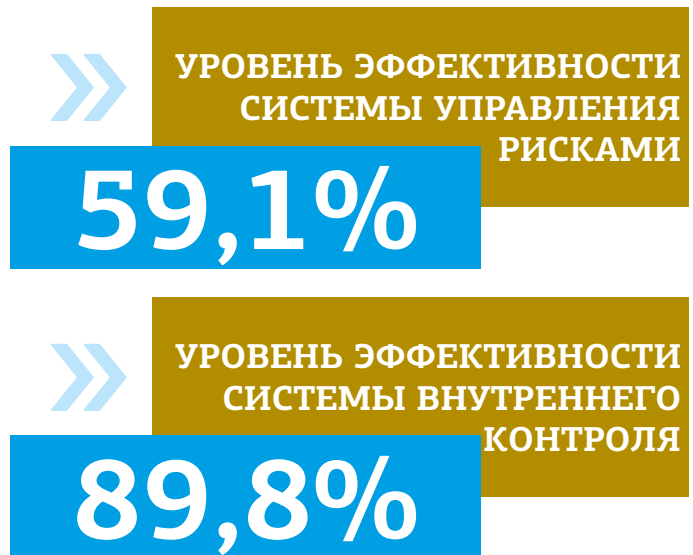 УРОВЕНЬ ЭФФЕКТИВНОСТИ
СИСТЕМЫ УПРАВЛЕНИЯ
РИСКАМИ
59,1%
УРОВЕНЬ ЭФФЕКТИВНОСТИ
СИСТЕМЫ ВНУТРЕННЕГО
КОНТРОЛЯ
89,8%